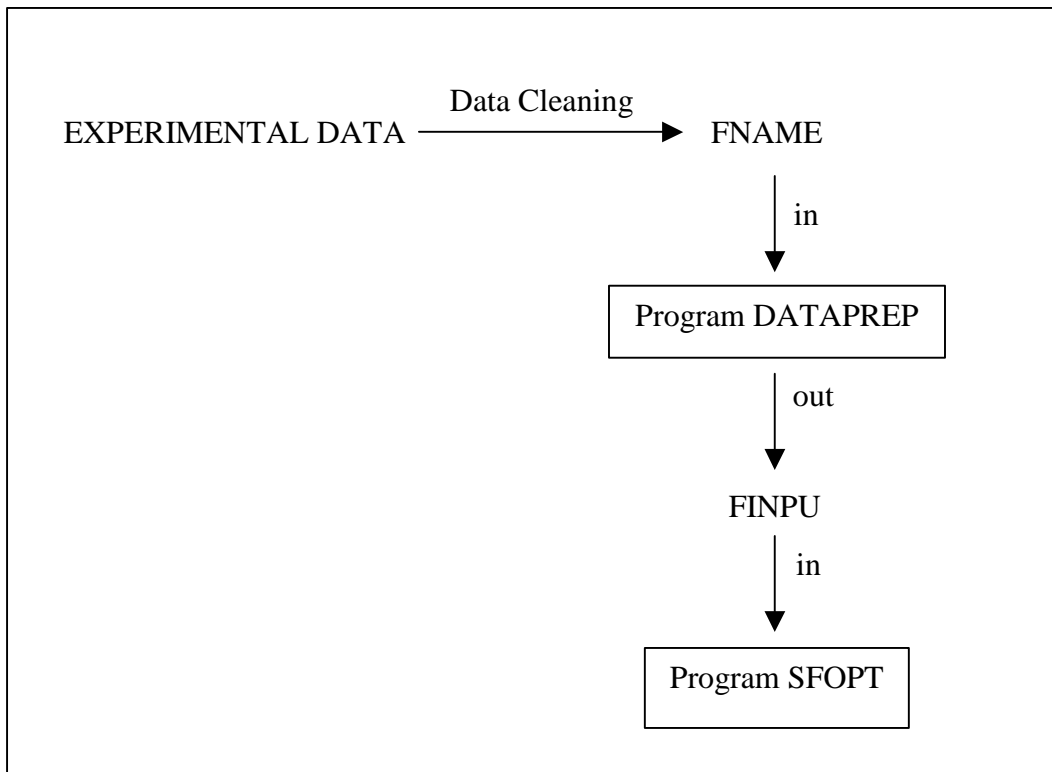 Data Cleaning
EXPERIMENTAL DATA
FNAME
in
Program DATAPREP
out
FINPU
in
Program SFOPT